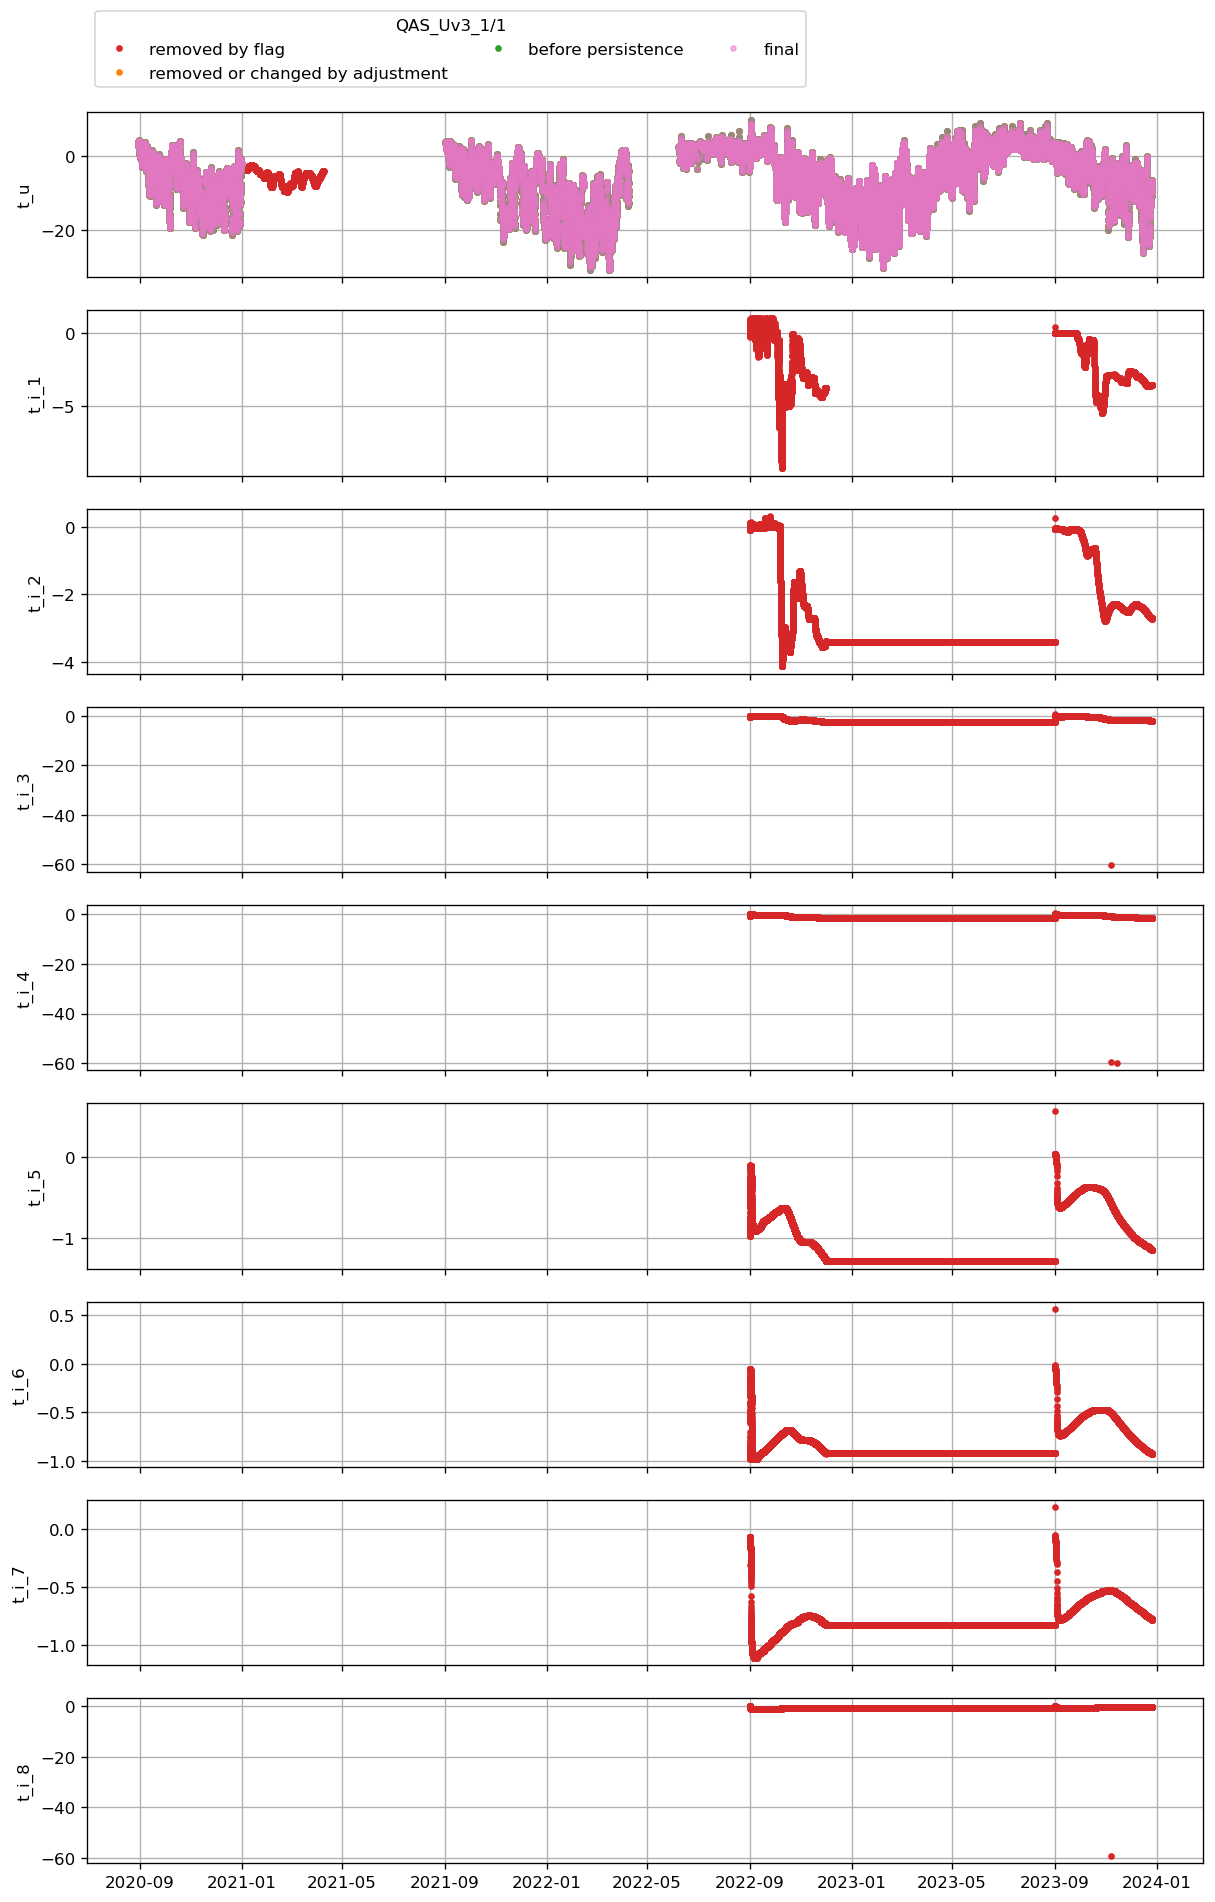 QAS_Uv3_1/1
removed by flag
removed or changed by adjustment
before persistence
final
0
−20
t_u
0
−5
t_i_1
0
−2
−4
t_i_2
0
−20
−40
−60
t_i_3
0
−20
−40
−60
t_i_4
0
−1
t_i_5
0.5
0.0
−0.5
−1.0
t_i_6
0.0
−0.5
−1.0
t_i_7
0
−20
−40
−60
t_i_8
2020-09 2021-01 2021-05 2021-09 2022-01 2022-05 2022-09 2023-01 2023-05 2023-09 2024-01